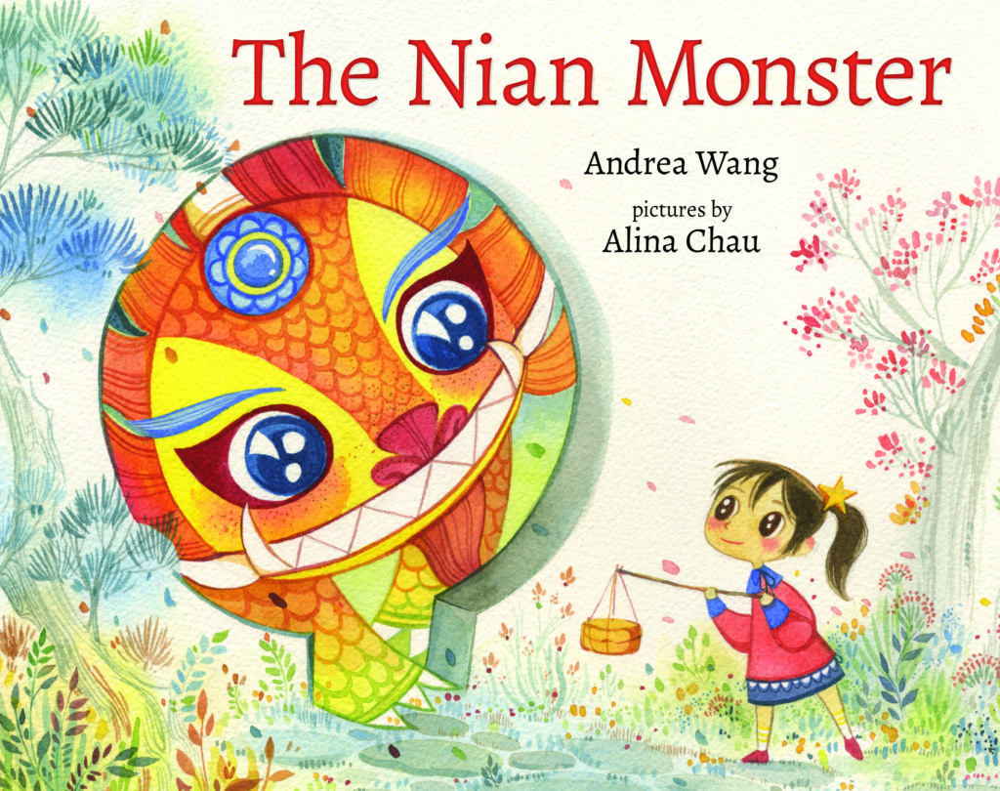 The Nian Monster
Andrea Wang
pictures by
Alina Chau